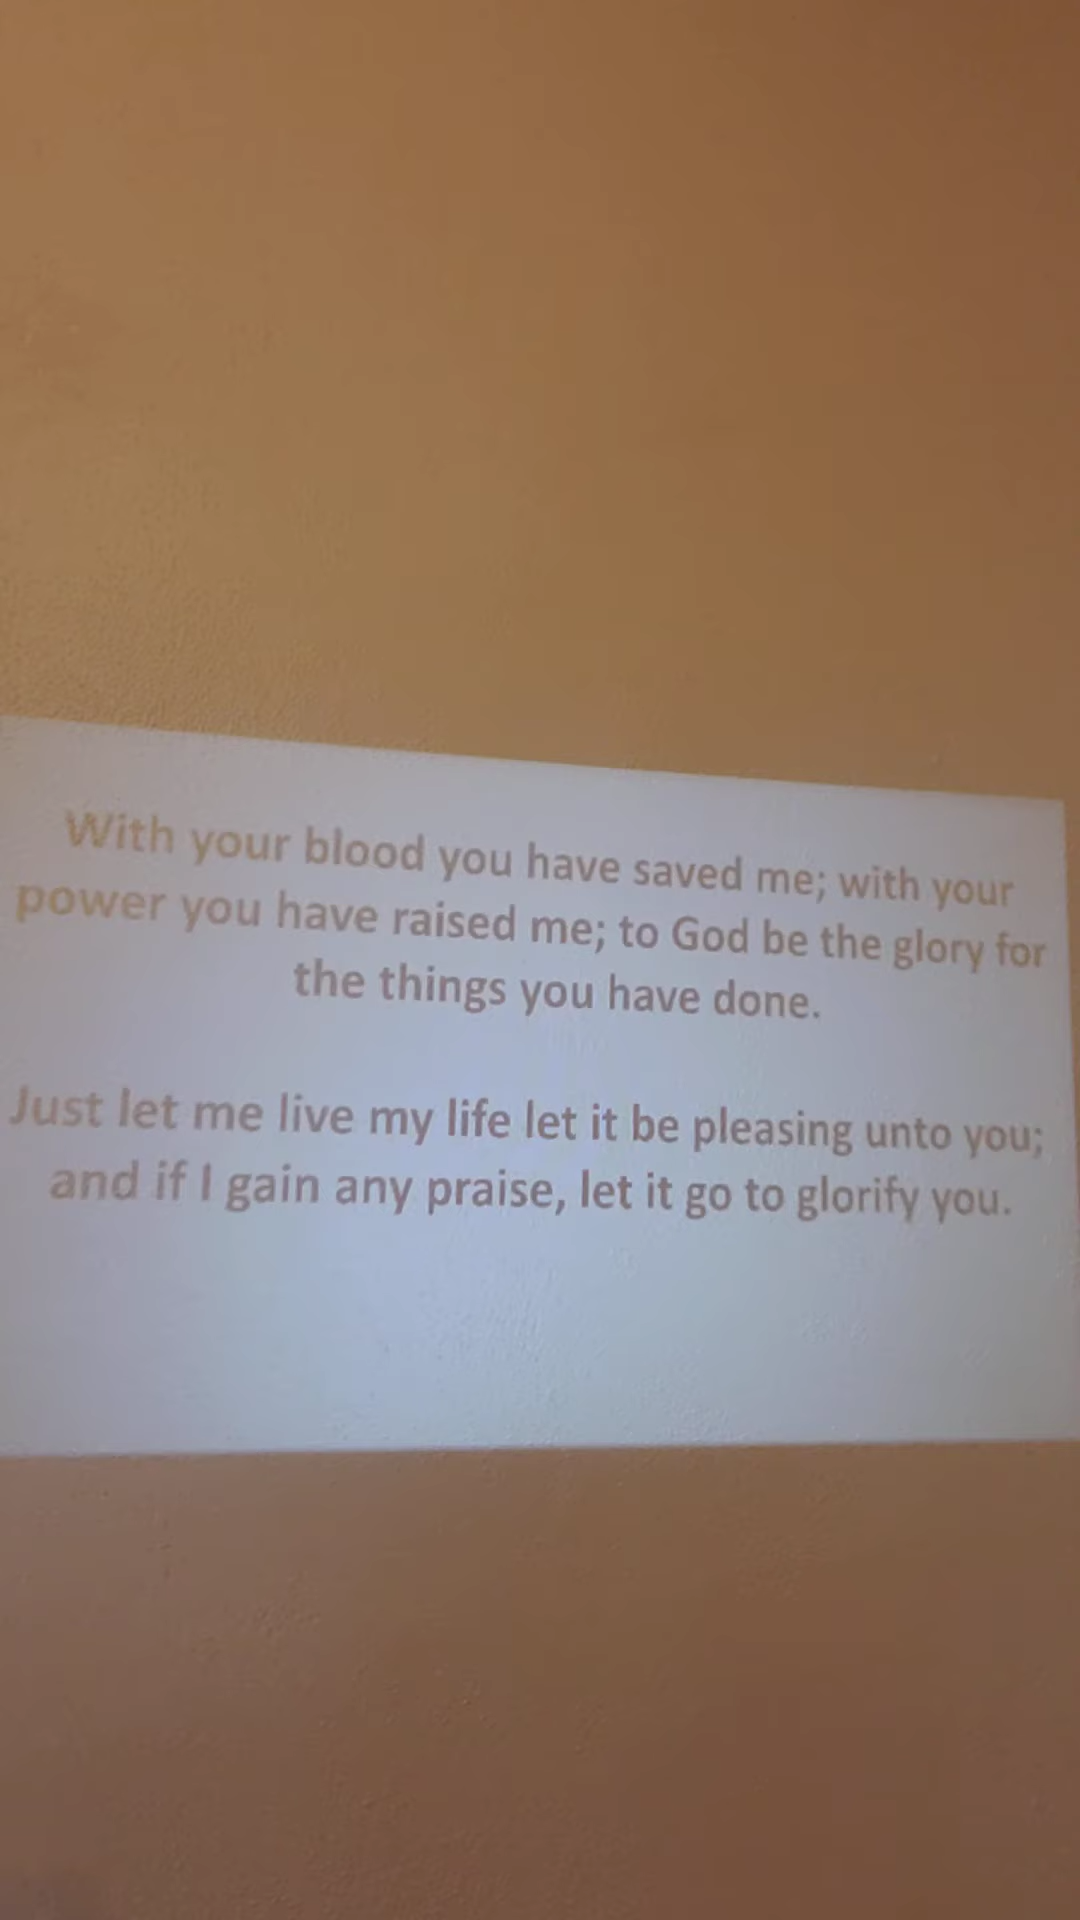 With your blood you have saved me; with your
power you have raised me; to God be the glory for
the things you have done.
Just let me live my life let it be pleasing unto you;
and if I gain any praise, let it go to glorify you.